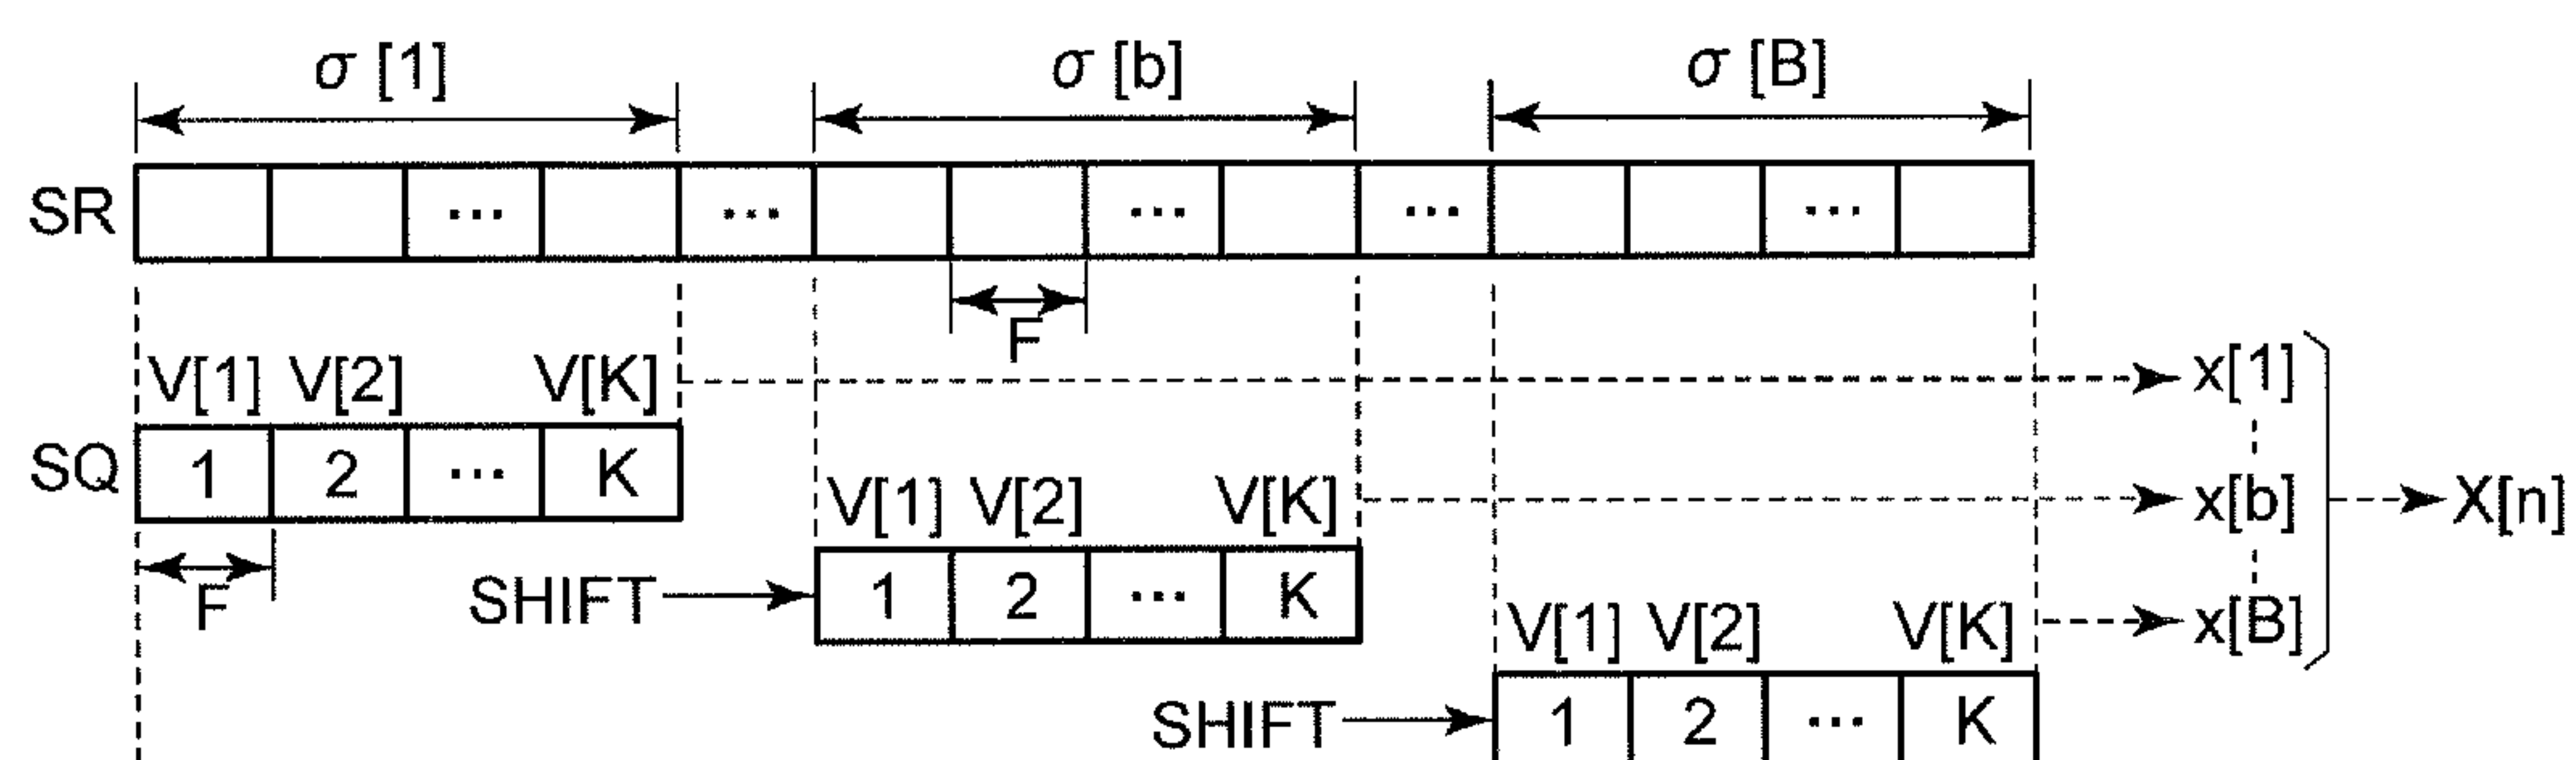 σ [1] σ [b] σ [B]
SR ... ... ... ... ...
F
V[1] V[2] V[K] x[1]
SQ 1 2 ... K
V[1] V[2] V[K] x[b] X[n]
F
SHIFT 1 2 ... K
V[1] V[2] V[K] x[B]
SHIFT 1 2 ... K